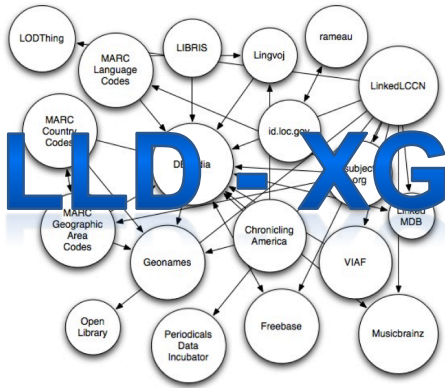 LODThing
LIBRIS
Lingvoj
rameau
MARC
Language
Codes
LinkedLCCN
MARC
Country
Codes
id.loc.gov
LLD - XG
MARC
Geographic
Area
Codes
Linked
MDB
Geonames
Chronicling
America
VIAF
Open
Library
Periodicals
Data
Incubator
Freebase
Musicbrainz